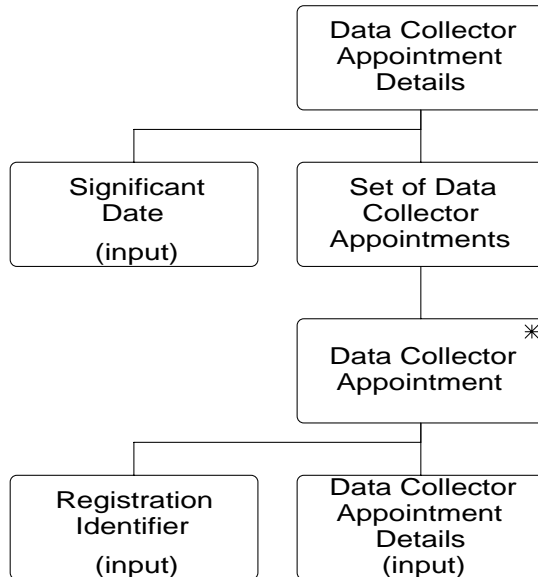 Data Collector
Appointment
Details
Significant
Date
(input)
Set of Data
Collector
Appointments
*
Data Collector
Appointment
Registration
Identifier
(input)
Data Collector
Appointment
Details
(input)